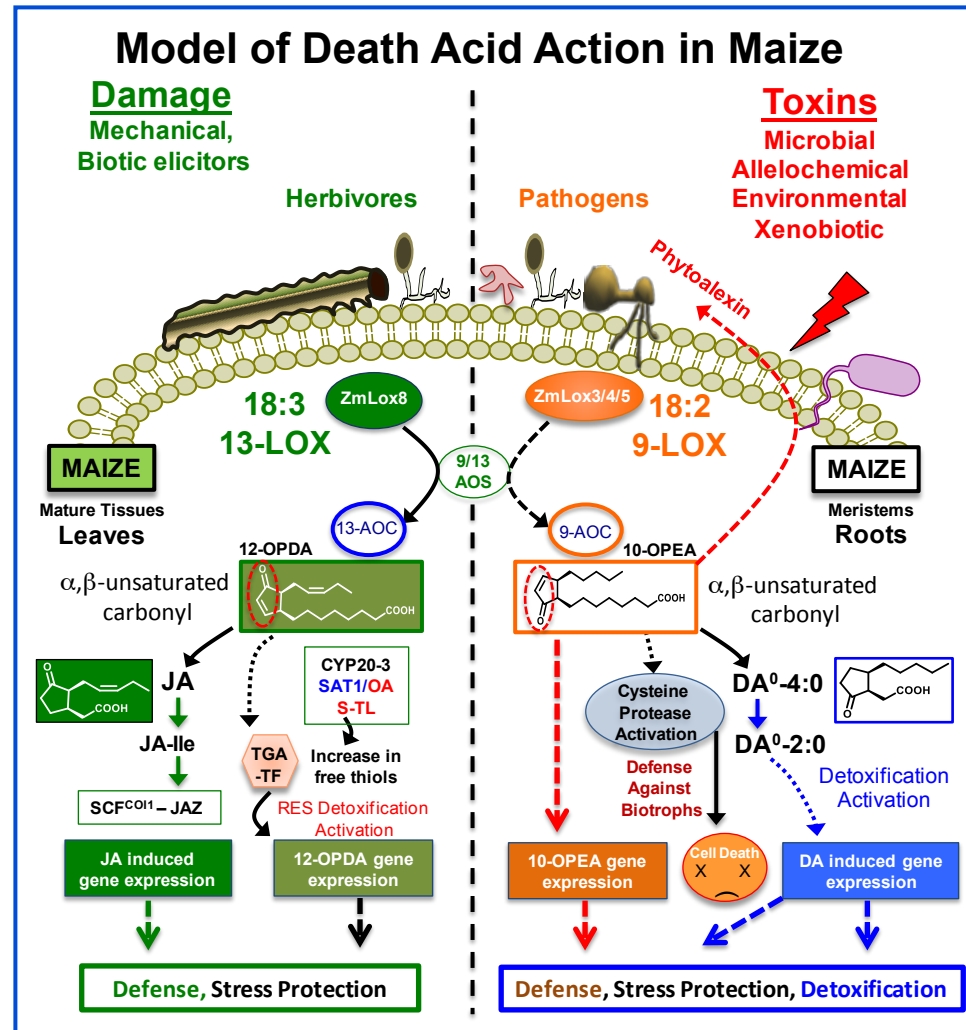 Model of Death Acid Action in Maize
Damage
Mechanical,
Biotic elicitors
Toxins
Microbial
Allelochemical
Environmental
Xenobiotic
Herbivores
Pathogens
Phytoalexin
ZmLox8
ZmLox3/4/5
18:3
13-LOX
18:2
9-LOX
9/13
AOS
MAIZE
Mature Tissues
Leaves
MAIZE
Meristems
Roots
13-AOC
9-AOC
12-OPDA
10-OPEA
α,β-unsaturated
carbonyl
O
COOH
COOH
O
α,β-unsaturated
carbonyl
O
COOH
JA
JA-Ile
SCF^COI1 – JAZ
CYP20-3
SAT1/OA
S-TL
TGA
-TF
Increase in
free thiols
RES Detoxification
Activation
Cysteine
Protease
Activation
Defense
Against
Biotrophs
DA⁰-4:0
DA⁰-2:0
COOH
O
Detoxification
Activation
JA induced
gene expression
12-OPDA gene
expression
10-OPEA gene
expression
Cell Death
X X
DA induced gene
expression
Defense, Stress Protection
Defense, Stress Protection, Detoxification